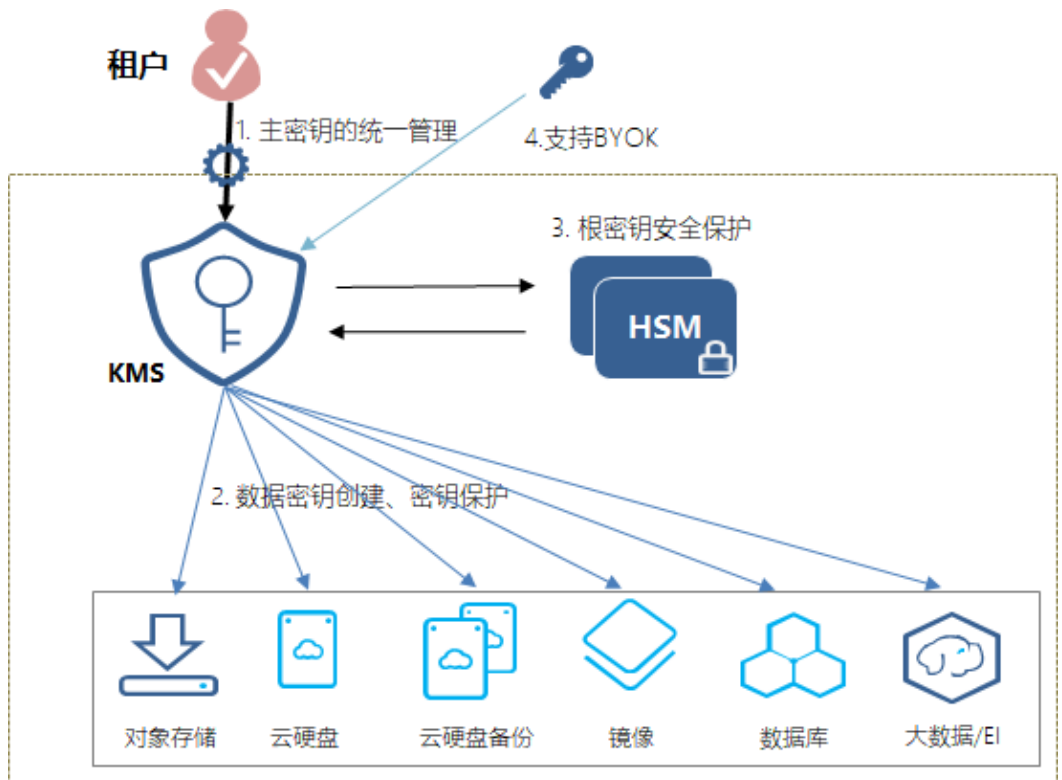 租户
1. 主密钥的统一管理
4.支持BYOK
3. 根密钥安全保护
HSM
KMS
2. 数据密钥创建、密钥保护
对象存储
云硬盘
云硬盘备份
镜像
数据库
大数据/EI